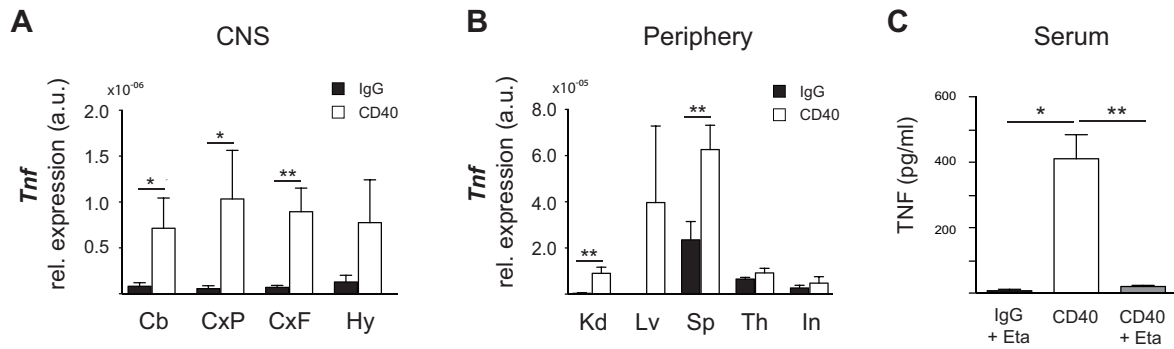 A
CNS
x10-06
IgG
CD40
Tnf
rel. expression (a.u.)
2.0
1.5
1.0
0.5
*
*
**
Cb
CxP
CxF
Hy
B
Periphery
x10-05
IgG
CD40
Tnf
rel. expression (a.u.)
8.0
6.0
4.0
2.0
**
**
Kd
Lv
Sp
Th
In
C
Serum
TNF (pg/ml)
600
400
200
0
*
**
IgG
+ Eta
CD40
CD40
+ Eta